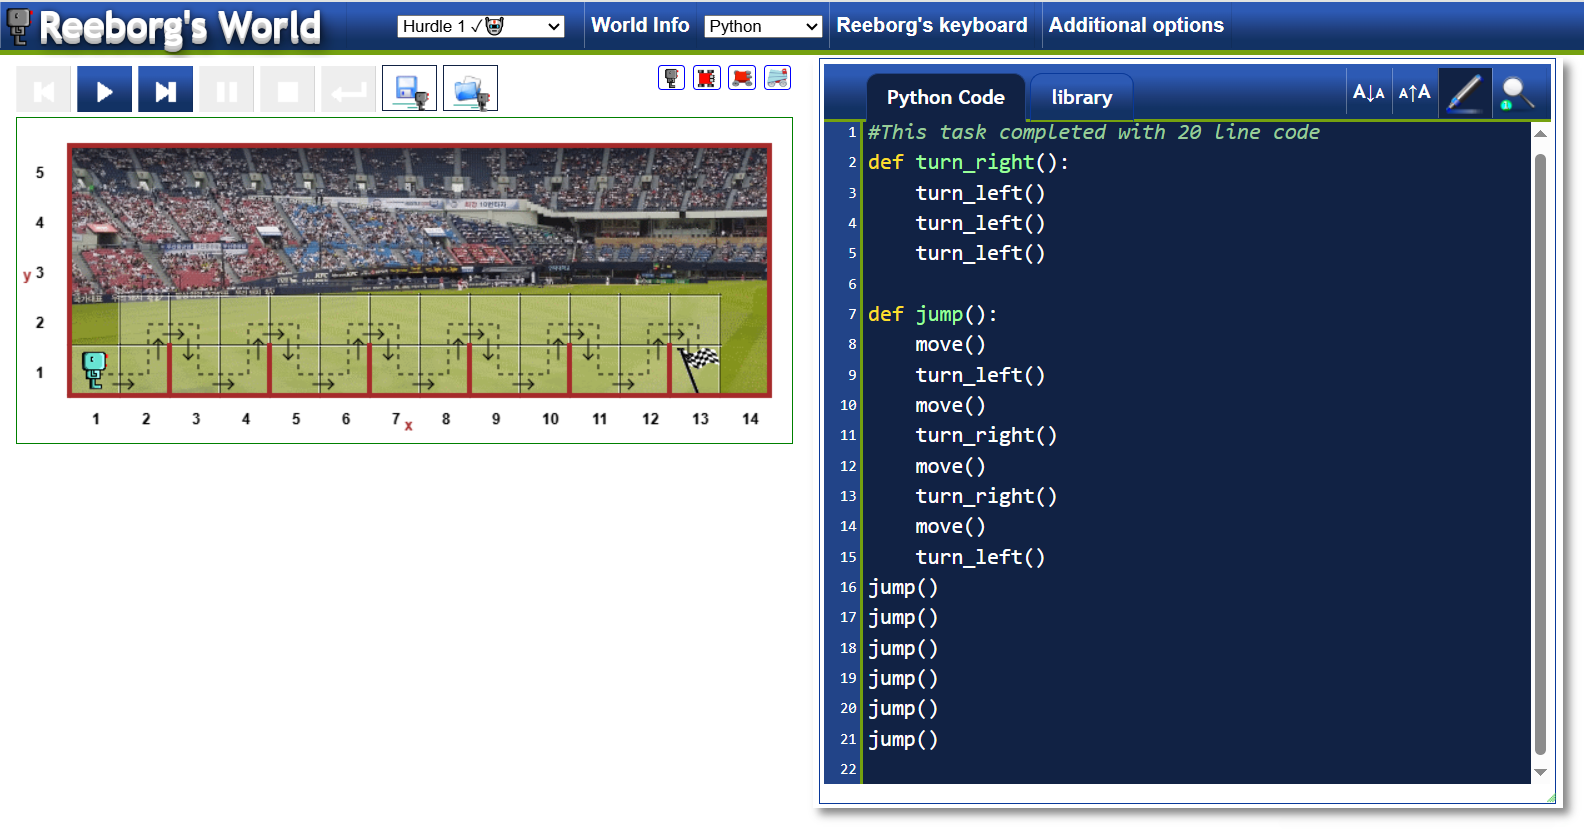 Reeborg's World
Hurdle 1 ✓
World Info
Python
Reeborg's keyboard
Additional options
Python Code
library
A↓A
A↑A
5
4
y 3
2
1
1 2 3 4 5 6 7 8 9 10 11 12 13 14
x
1 #This task completed with 20 line code
2 def turn_right():
3     turn_left()
4     turn_left()
5     turn_left()
6
7 def jump():
8     move()
9     turn_left()
10     move()
11     turn_right()
12     move()
13     turn_right()
14     move()
15     turn_left()
16 jump()
17 jump()
18 jump()
19 jump()
20 jump()
21 jump()
22